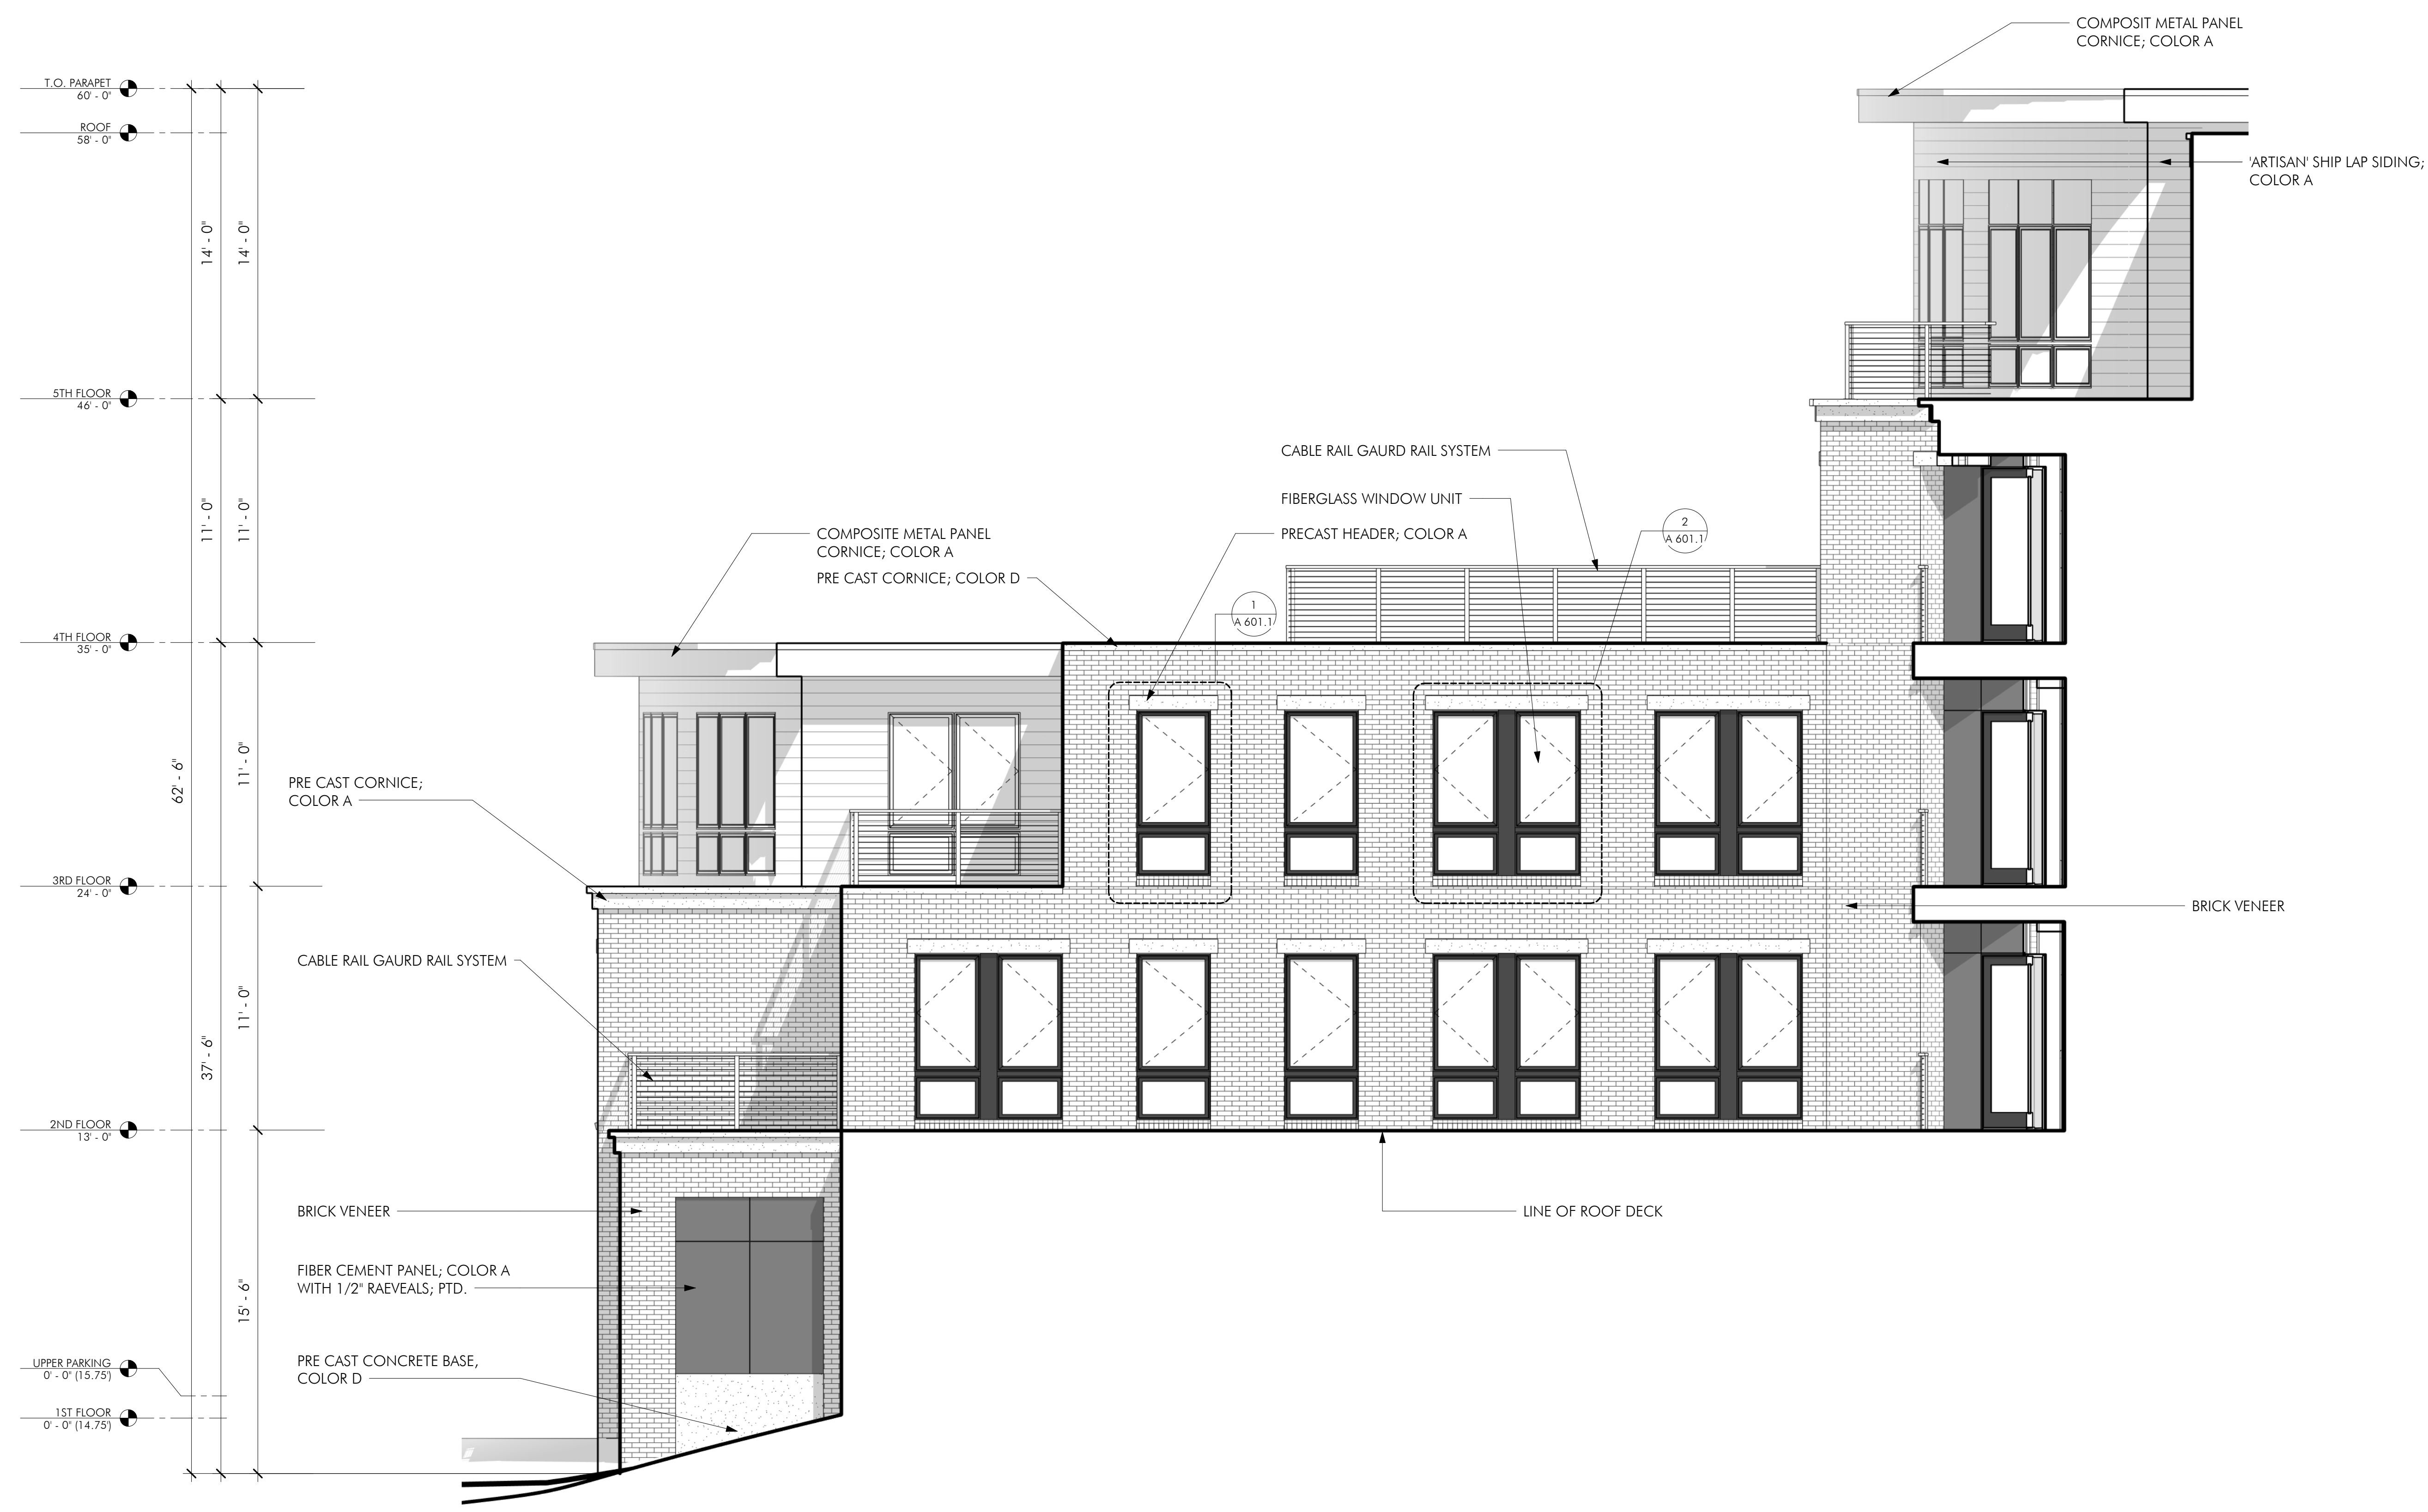 COMPOSIT METAL PANEL
CORNICE; COLOR A
T.O. PARAPET
60' - 0"
ROOF
58' - 0"
'ARTISAN' SHIP LAP SIDING;
COLOR A
14' - 0"
14' - 0"
5TH FLOOR
46' - 0"
CABLE RAIL GAURD RAIL SYSTEM
FIBERGLASS WINDOW UNIT
PRECAST HEADER; COLOR A
2
A 601.1
11' - 0"
11' - 0"
COMPOSITE METAL PANEL
CORNICE; COLOR A
PRE CAST CORNICE; COLOR D
1
A 601.1
4TH FLOOR
35' - 0"
62' - 6"
11' - 0"
PRE CAST CORNICE;
COLOR A
3RD FLOOR
24' - 0"
BRICK VENEER
CABLE RAIL GAURD RAIL SYSTEM
37' - 6"
11' - 0"
2ND FLOOR
13' - 0"
BRICK VENEER
LINE OF ROOF DECK
FIBER CEMENT PANEL; COLOR A
WITH 1/2" RAEVEALS; PTD.
15' - 6"
UPPER PARKING
0' - 0" (15.75')
PRE CAST CONCRETE BASE,
COLOR D
1ST FLOOR
0' - 0" (14.75')